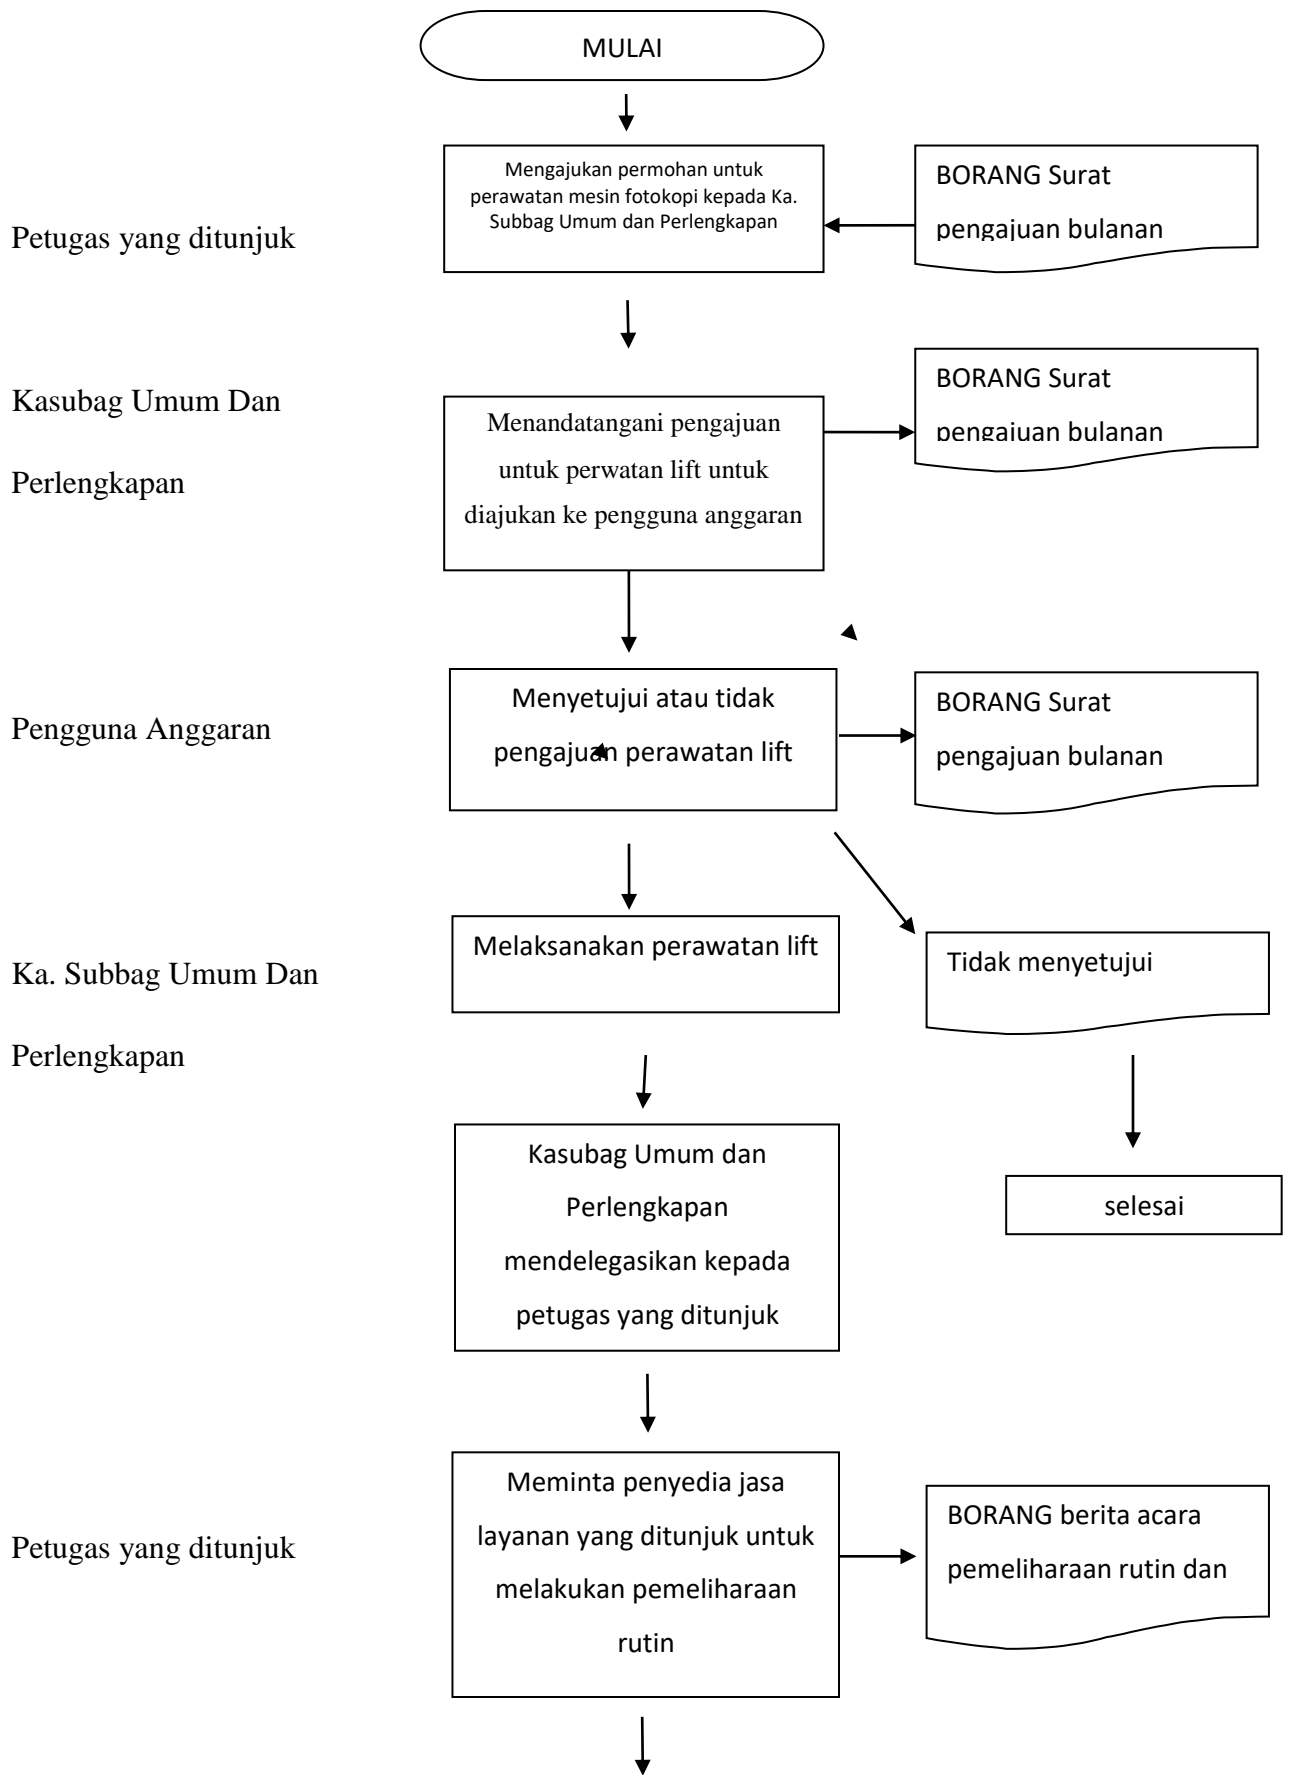 MULAI
Mengajukan permohan untuk
perawatan mesin fotokopi kepada Ka.
Subbag Umum dan Perlengkapan
BORANG Surat
pengajuan bulanan
Petugas yang ditunjuk
Kasubag Umum Dan
Perlengkapan
Menandatangani pengajuan
untuk perwatan lift untuk
diajukan ke pengguna anggaran
BORANG Surat
pengajuan bulanan
Pengguna Anggaran
Menyetujui atau tidak
pengajuan perawatan lift
BORANG Surat
pengajuan bulanan
Ka. Subbag Umum Dan
Perlengkapan
Melaksanakan perawatan lift
Tidak menyetujui
Kasubag Umum dan
Perlengkapan
mendelegasikan kepada
petugas yang ditunjuk
selesai
Petugas yang ditunjuk
Meminta penyedia jasa
layanan yang ditunjuk untuk
melakukan pemeliharaan
rutin
BORANG berita acara
pemeliharaan rutin dan